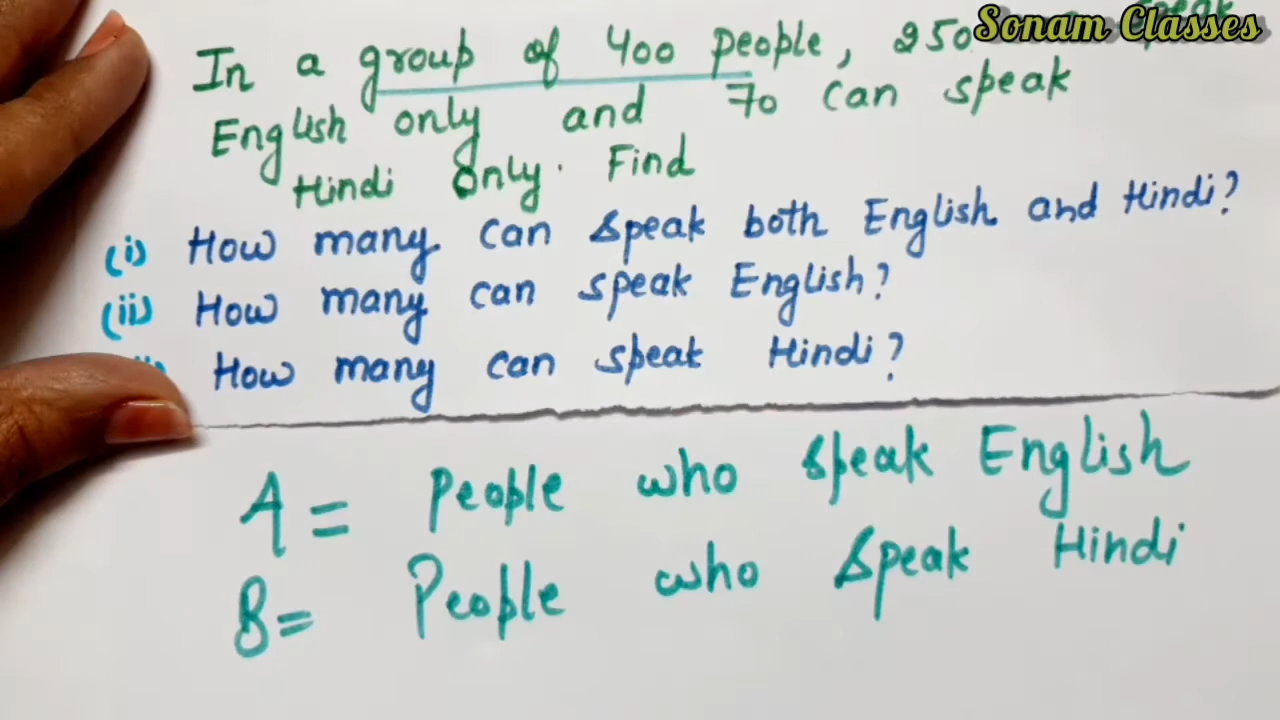 Sonam Classes
In a group of 400 people, 250 speak
English only and 70 can speak
Hindi only. Find
(i) How many can speak both English and Hindi?
(ii) How many can speak English?
How many can speak Hindi?
A = People who speak English
B = People who speak Hindi